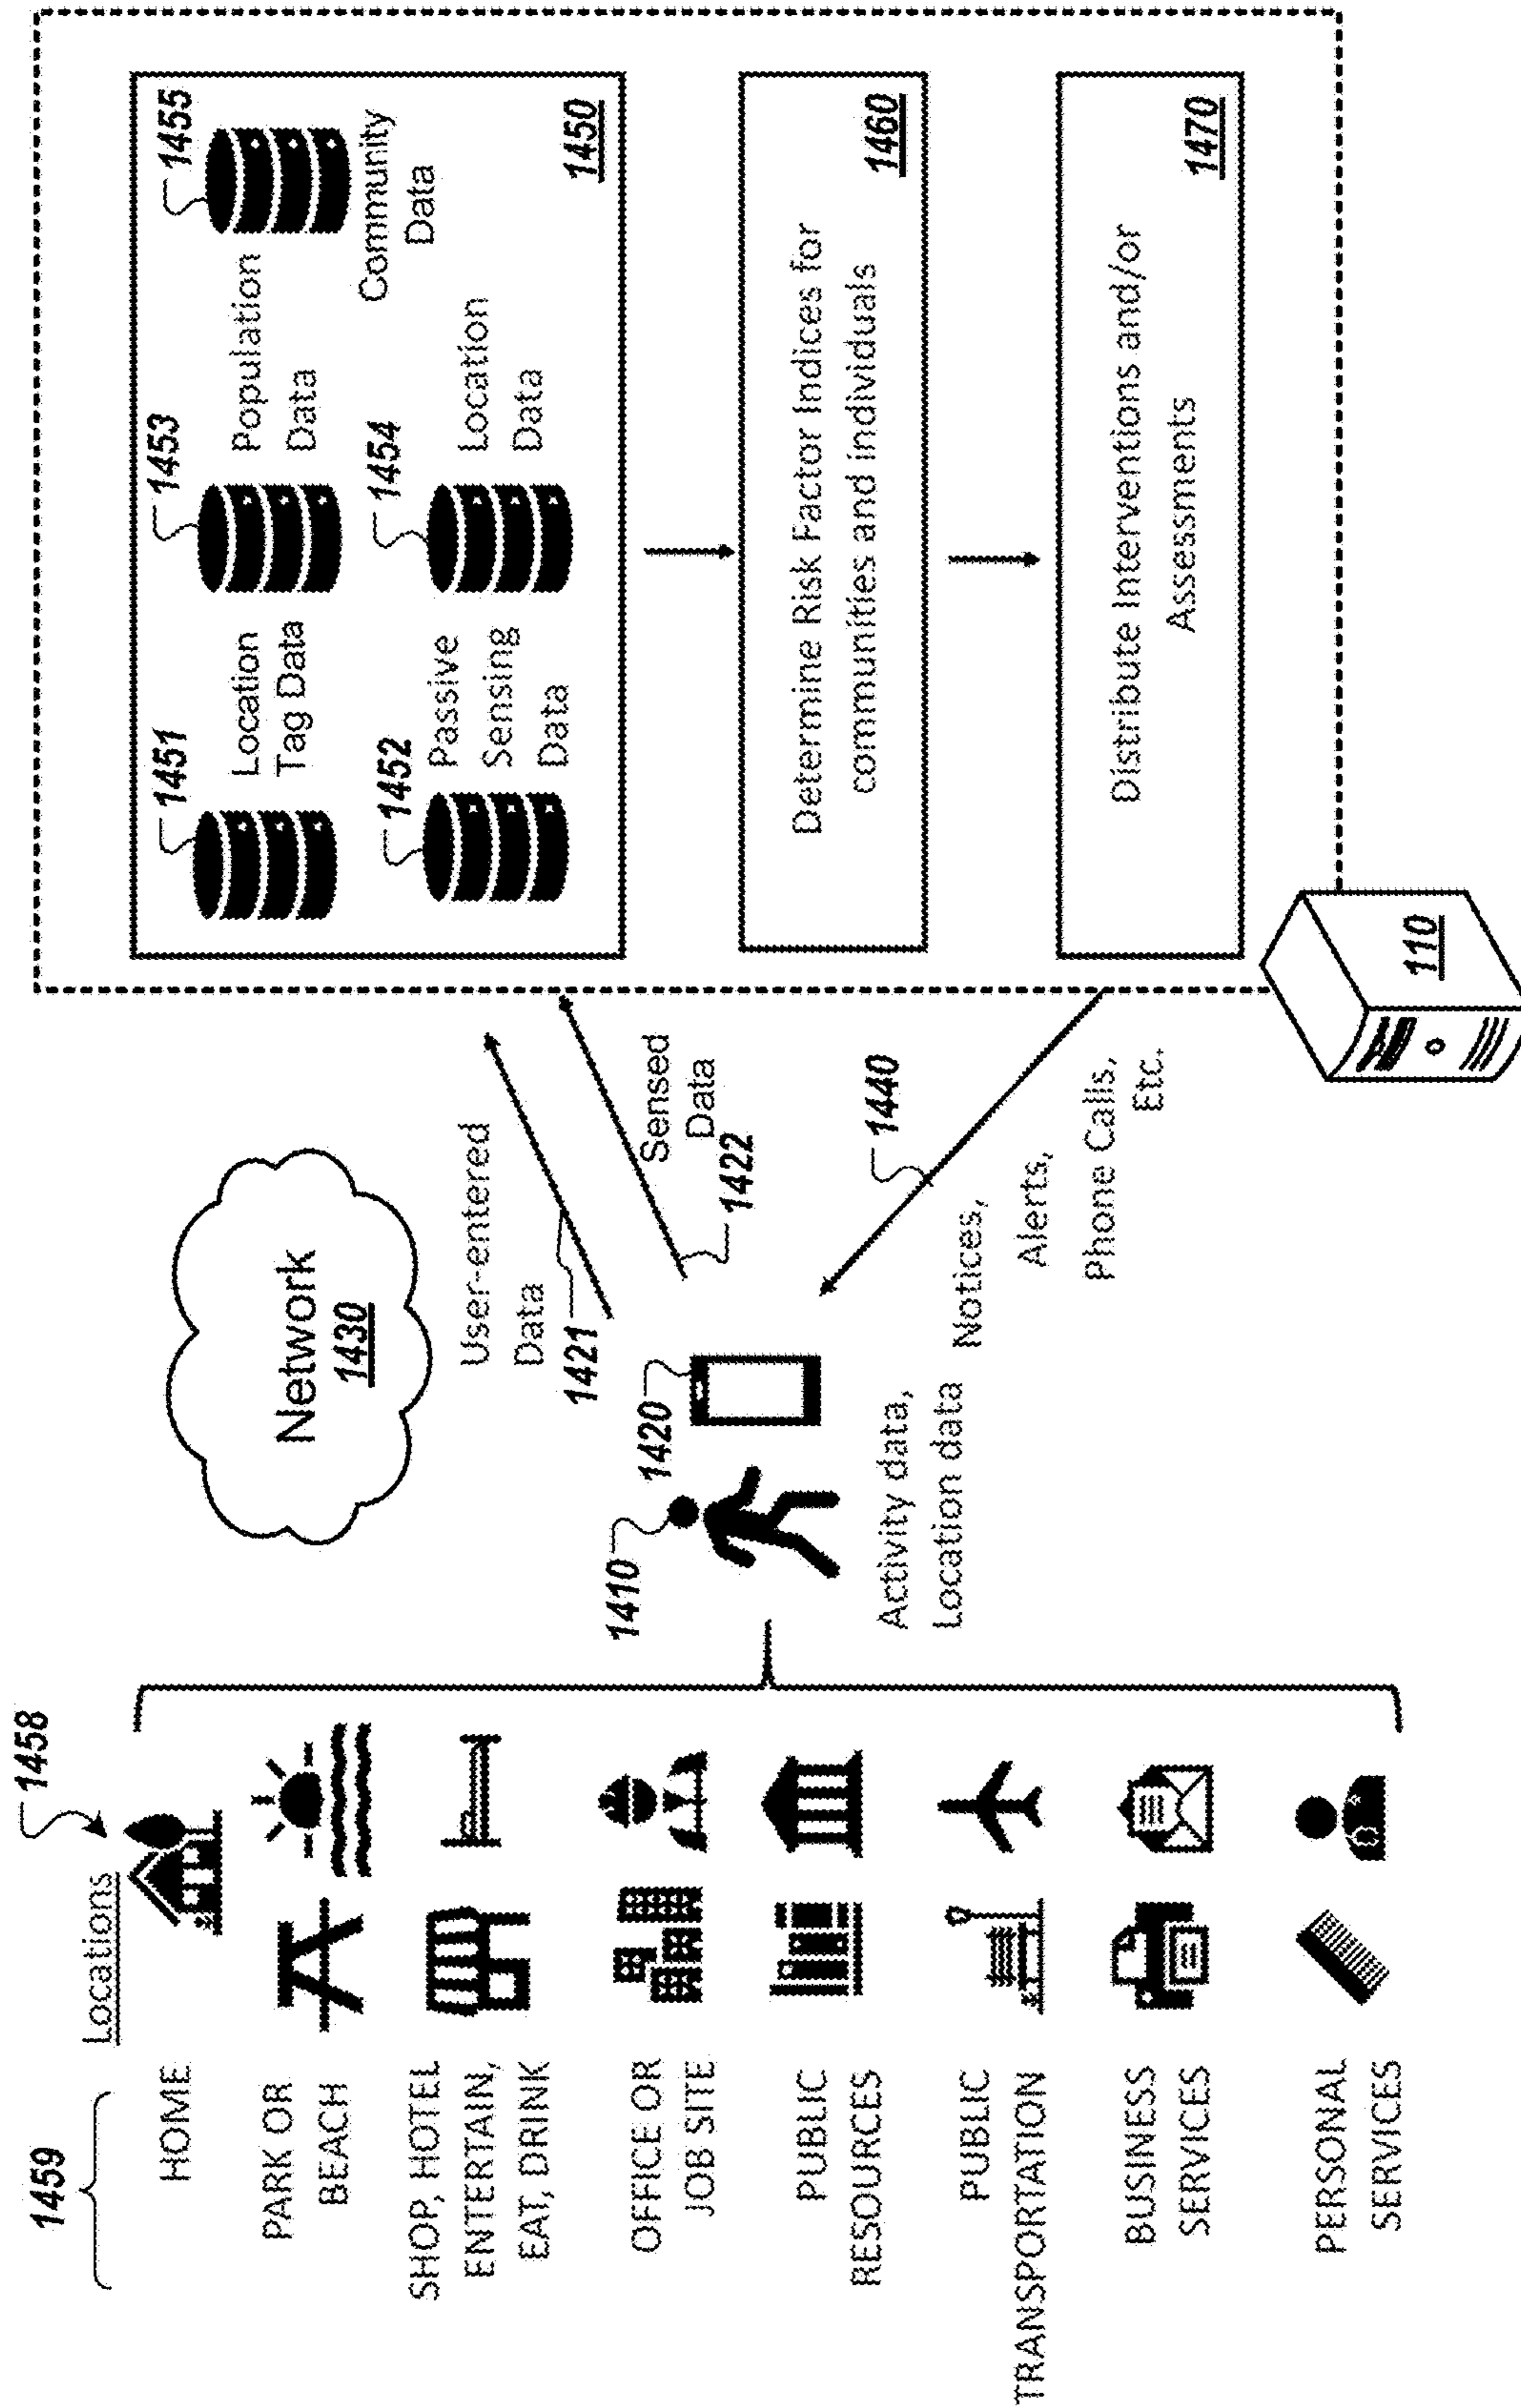 1459
Locations
1458
HOME
PARK OR
BEACH
SHOP, HOTEL
ENTERTAIN,
EAT, DRINK
OFFICE OR
JOB SITE
PUBLIC
RESOURCES
PUBLIC
TRANSPORTATION
BUSINESS
SERVICES
PERSONAL
SERVICES
Network
1430
1410
1420
Activity data,
Location data
User-entered
Data
1421
Sensed
Data
1422
1440
Notices,
Alerts,
Phone Calls,
Etc.
1451
Location
Tag Data
1453
Population
Data
1455
Community
Data
1452
Passive
Sensing
Data
1454
Location
Data
1450
Determine Risk Factor Indices for
communities and individuals
1460
Distribute Interventions and/or
Assessments
1470
110